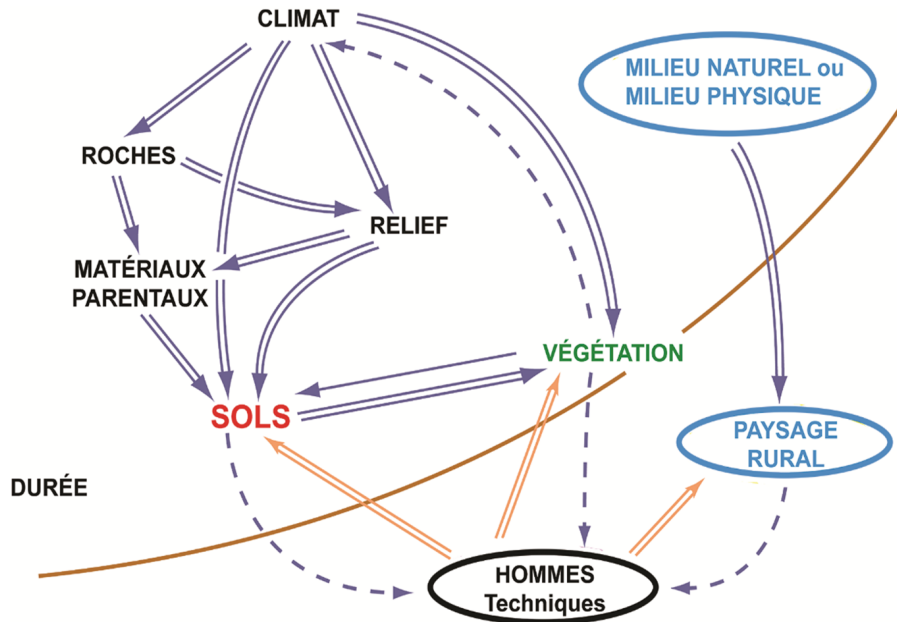 CLIMAT
MILIEU NATUREL ou
MILIEU PHYSIQUE
ROCHES
RELIEF
MATÉRIAUX
PARENTAUX
VÉGÉTATION
SOLS
PAYSAGE
RURAL
DURÉE
HOMMES
Techniques